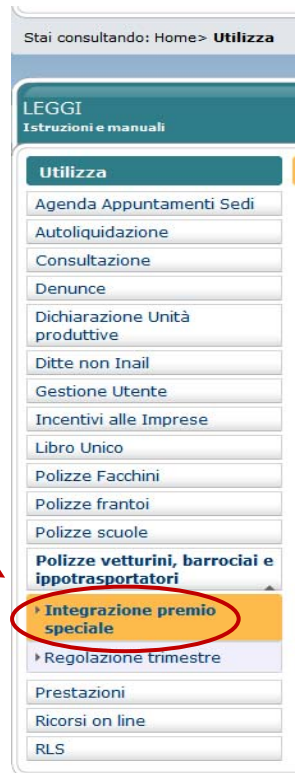 Stai consultando: Home> Utilizza
LEGGI
Istruzioni e manuali
Utilizza
Agenda Appuntamenti Sedi
Autoliquidazione
Consultazione
Denunce
Dichiarazione Unità
produttive
Ditte non Inail
Gestione Utente
Incentivi alle Imprese
Libro Unico
Polizze Facchini
Polizze frantoi
Polizze scuole
Polizze vetturini, barrociai e
ippotrasportatori
Integrazione premio
speciale
Regolazione trimestre
Prestazioni
Ricorsi on line
RLS